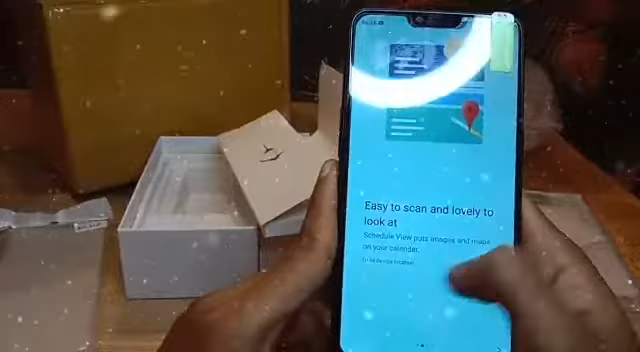 Easy to scan and lovely to
look at
Schedule View puts images and maps
on your calendar.